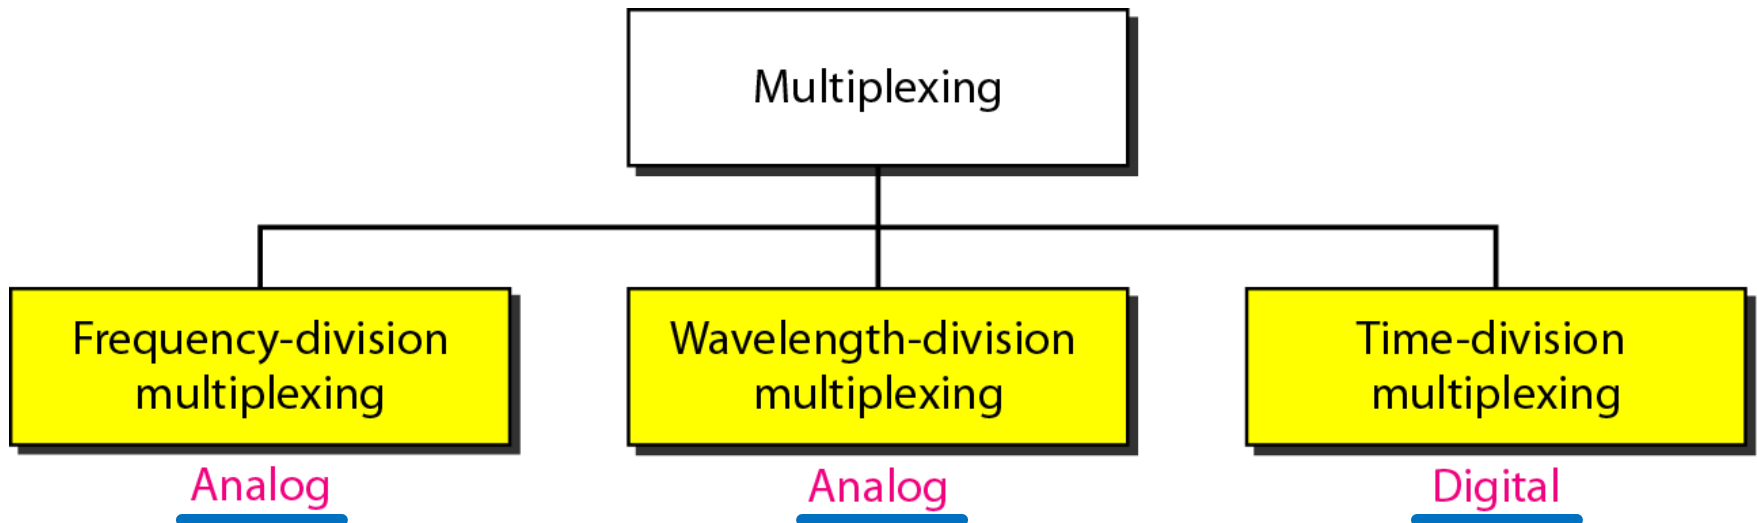 Multiplexing
Frequency-division
multiplexing
Wavelength-division
multiplexing
Time-division
multiplexing
Analog
Analog
Digital